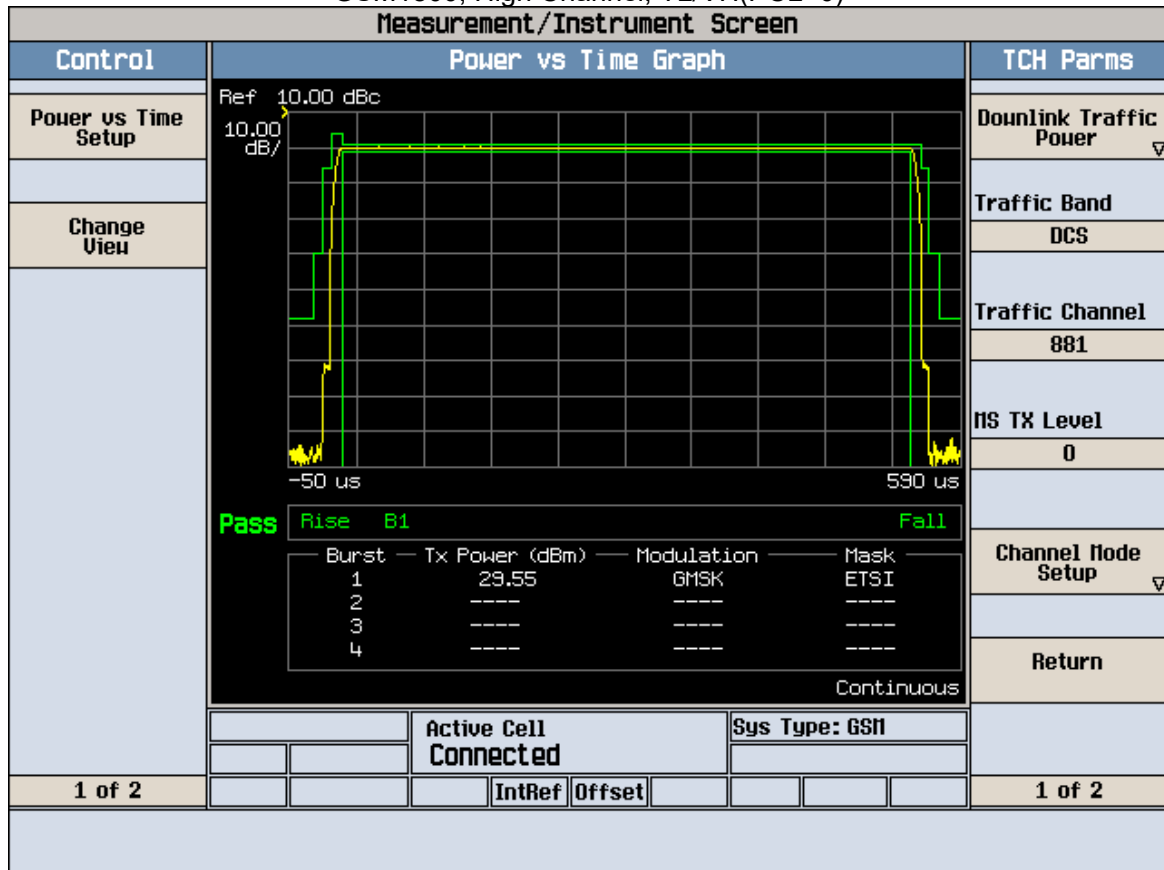 Measurement/Instrument Screen
Control
Power vs Time Graph
TCH Parms
Power vs Time
Setup
Change
View
1 of 2
Ref 10.00 dBc
10.00
dB/
-50 us
590 us
Pass
Rise B1
Fall
Burst Tx Power (dBm) Modulation Mask
1 29.55 GMSK ETSI
2 ---- ---- ----
3 ---- ---- ----
4 ---- ---- ----
Continuous
Active Cell
Connected
Sys Type: GSM
IntRef Offset
Downlink Traffic
Power
Traffic Band
DCS
Traffic Channel
881
MS TX Level
0
Channel Mode
Setup
Return
1 of 2